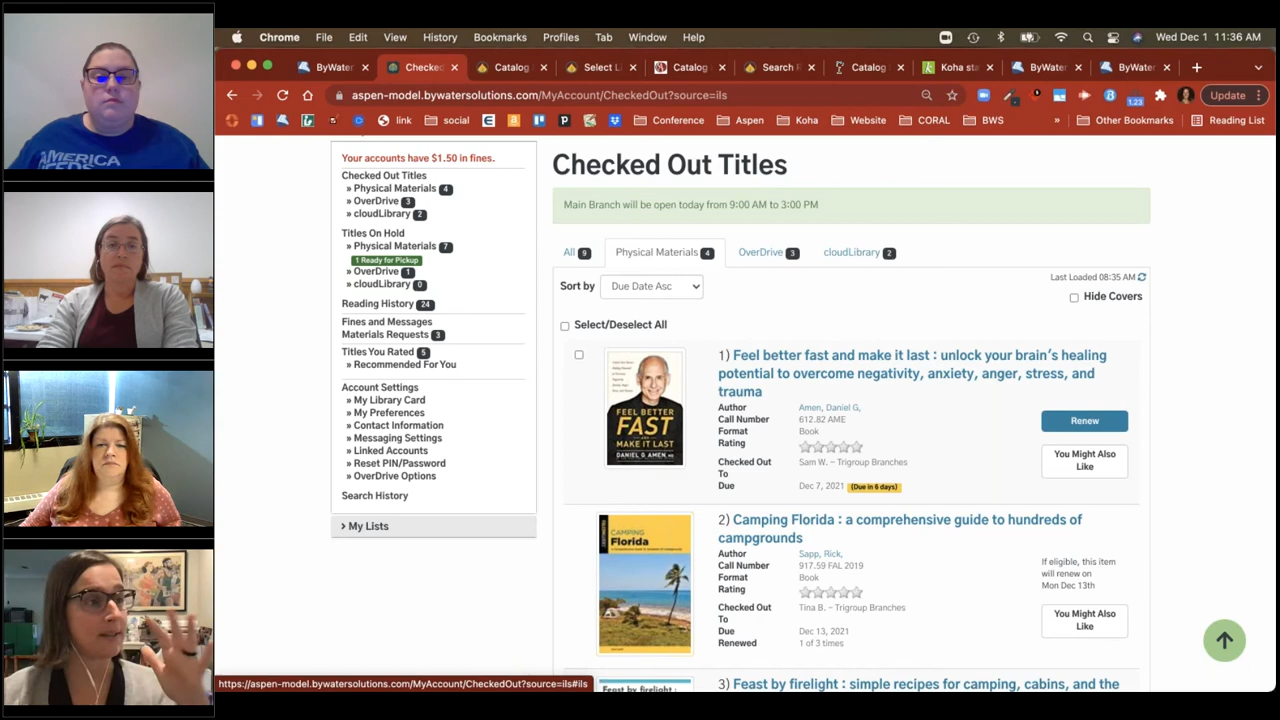 Chrome File Edit View History Bookmarks Profiles Tab Window Help Wed Dec 1 11:36 AM
ByWater Checked Catalog Select Li Catalog Search R Catalog Koha sta ByWater ByWater
aspen-model.bywatersolutions.com/MyAccount/CheckedOut?source=ils Update
link social Conference Aspen Koha Website CORAL BWS » Other Bookmarks Reading List
1.23
AMERICA
NEEDS
Your accounts have $1.50 in fines.
Checked Out Titles
» Physical Materials 4
» OverDrive 3
» cloudLibrary 2
Titles On Hold
» Physical Materials 7
1 Ready for Pickup
» OverDrive 1
» cloudLibrary 0
Reading History 24
Fines and Messages
Materials Requests 3
Titles You Rated 5
» Recommended For You
Account Settings
» My Library Card
» My Preferences
» Contact Information
» Messaging Settings
» Linked Accounts
» Reset PIN/Password
» OverDrive Options
Search History
My Lists
Checked Out Titles
Main Branch will be open today from 9:00 AM to 3:00 PM
All 9 Physical Materials 4 OverDrive 3 cloudLibrary 2
Last Loaded 08:35 AM
Sort by Due Date Asc
Hide Covers
Select/Deselect All
FEEL BETTER
FAST
AND
MAKE IT LAST
DANIEL G. AMEN, MD
1) Feel better fast and make it last : unlock your brain's healing
potential to overcome negativity, anxiety, anger, stress, and
trauma
Author Amen, Daniel G,
Call Number 612.82 AME
Format Book
Rating
Checked Out Sam W. - Trigroup Branches
To
Due Dec 7, 2021 (Due in 6 days)
Renew
You Might Also
Like
CAMPING
Florida
2) Camping Florida : a comprehensive guide to hundreds of
campgrounds
Author Sapp, Rick,
Call Number 917.59 FAL 2019
Format Book
Rating
Checked Out Tina B. - Trigroup Branches
To
Due Dec 13, 2021
Renewed 1 of 3 times
If eligible, this item
will renew on
Mon Dec 13th
You Might Also
Like
Feast by firelight :
3) Feast by firelight : simple recipes for camping, cabins, and the
https://aspen-model.bywatersolutions.com/MyAccount/CheckedOut?source=ils#ils